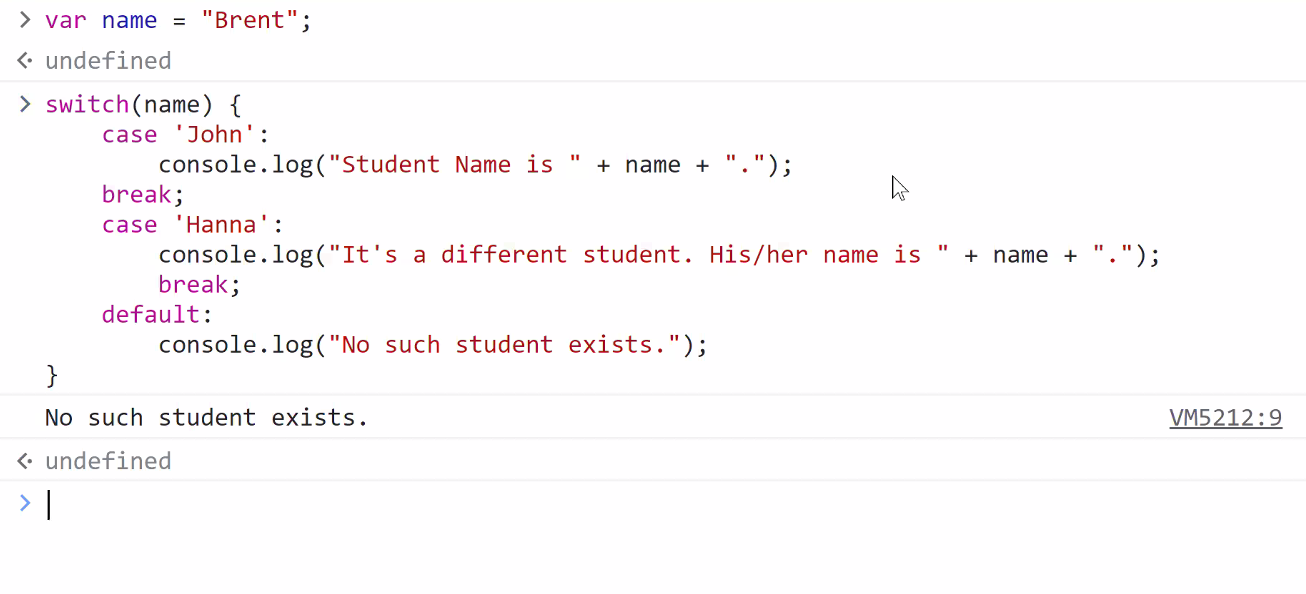 > var name = "Brent";
<· undefined
> switch(name) {
    case 'John':
        console.log("Student Name is " + name + ".");
    break;
    case 'Hanna':
        console.log("It's a different student. His/her name is " + name + ".");
        break;
    default:
        console.log("No such student exists.");
}
No such student exists. VM5212:9
<· undefined
>